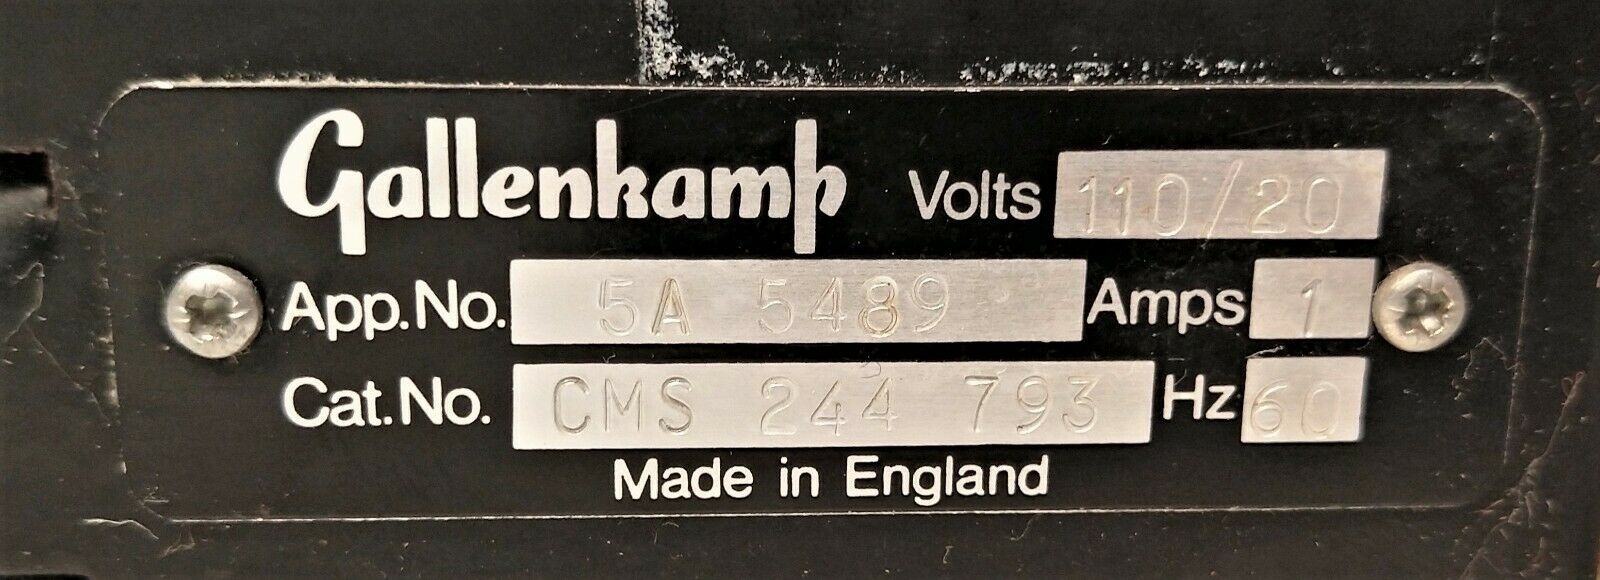 Gallenkamp Volts 110/20
App.No. 5A 5489 Amps 1
Cat.No. CMS 244 793 Hz 60
Made in England